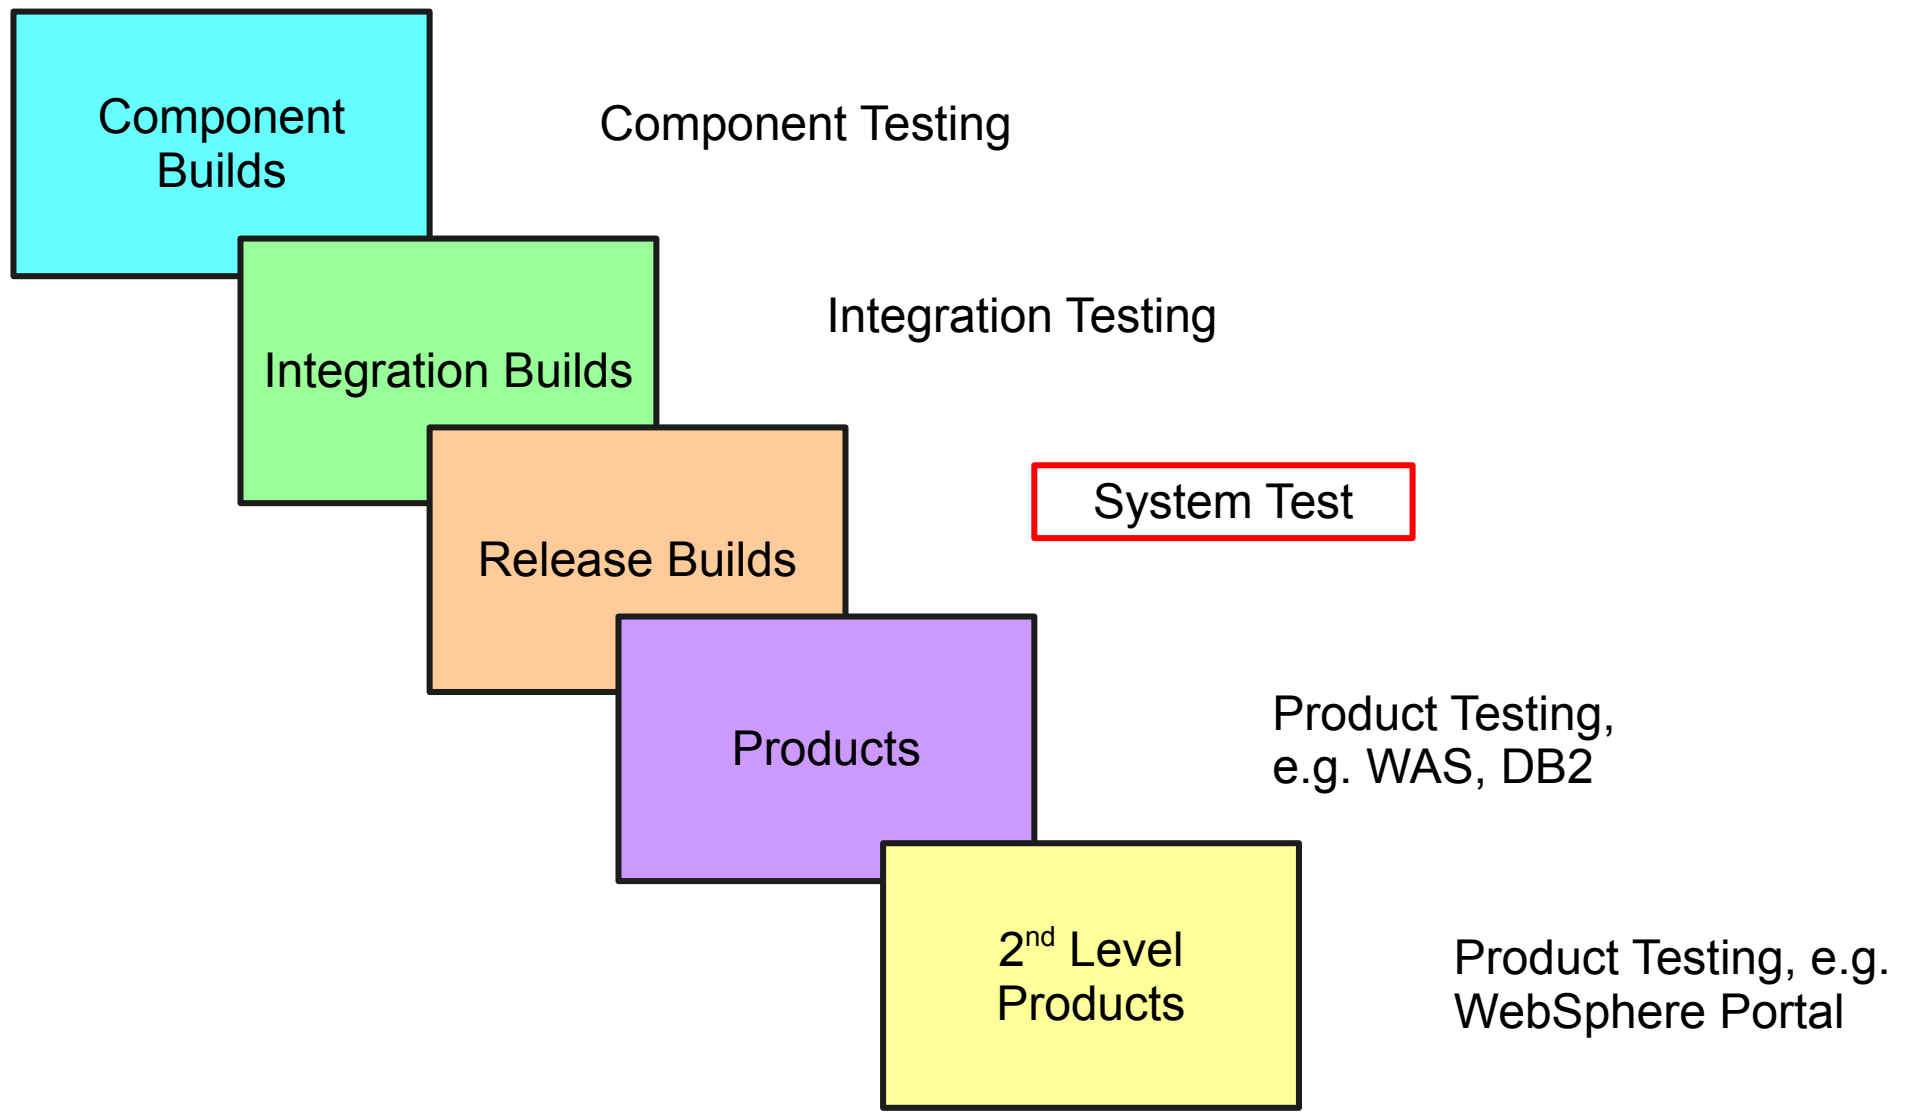 Component
Builds
Component Testing
Integration Builds
Integration Testing
Release Builds
System Test
Products
Product Testing,
e.g. WAS, DB2
2nd Level
Products
Product Testing, e.g.
WebSphere Portal